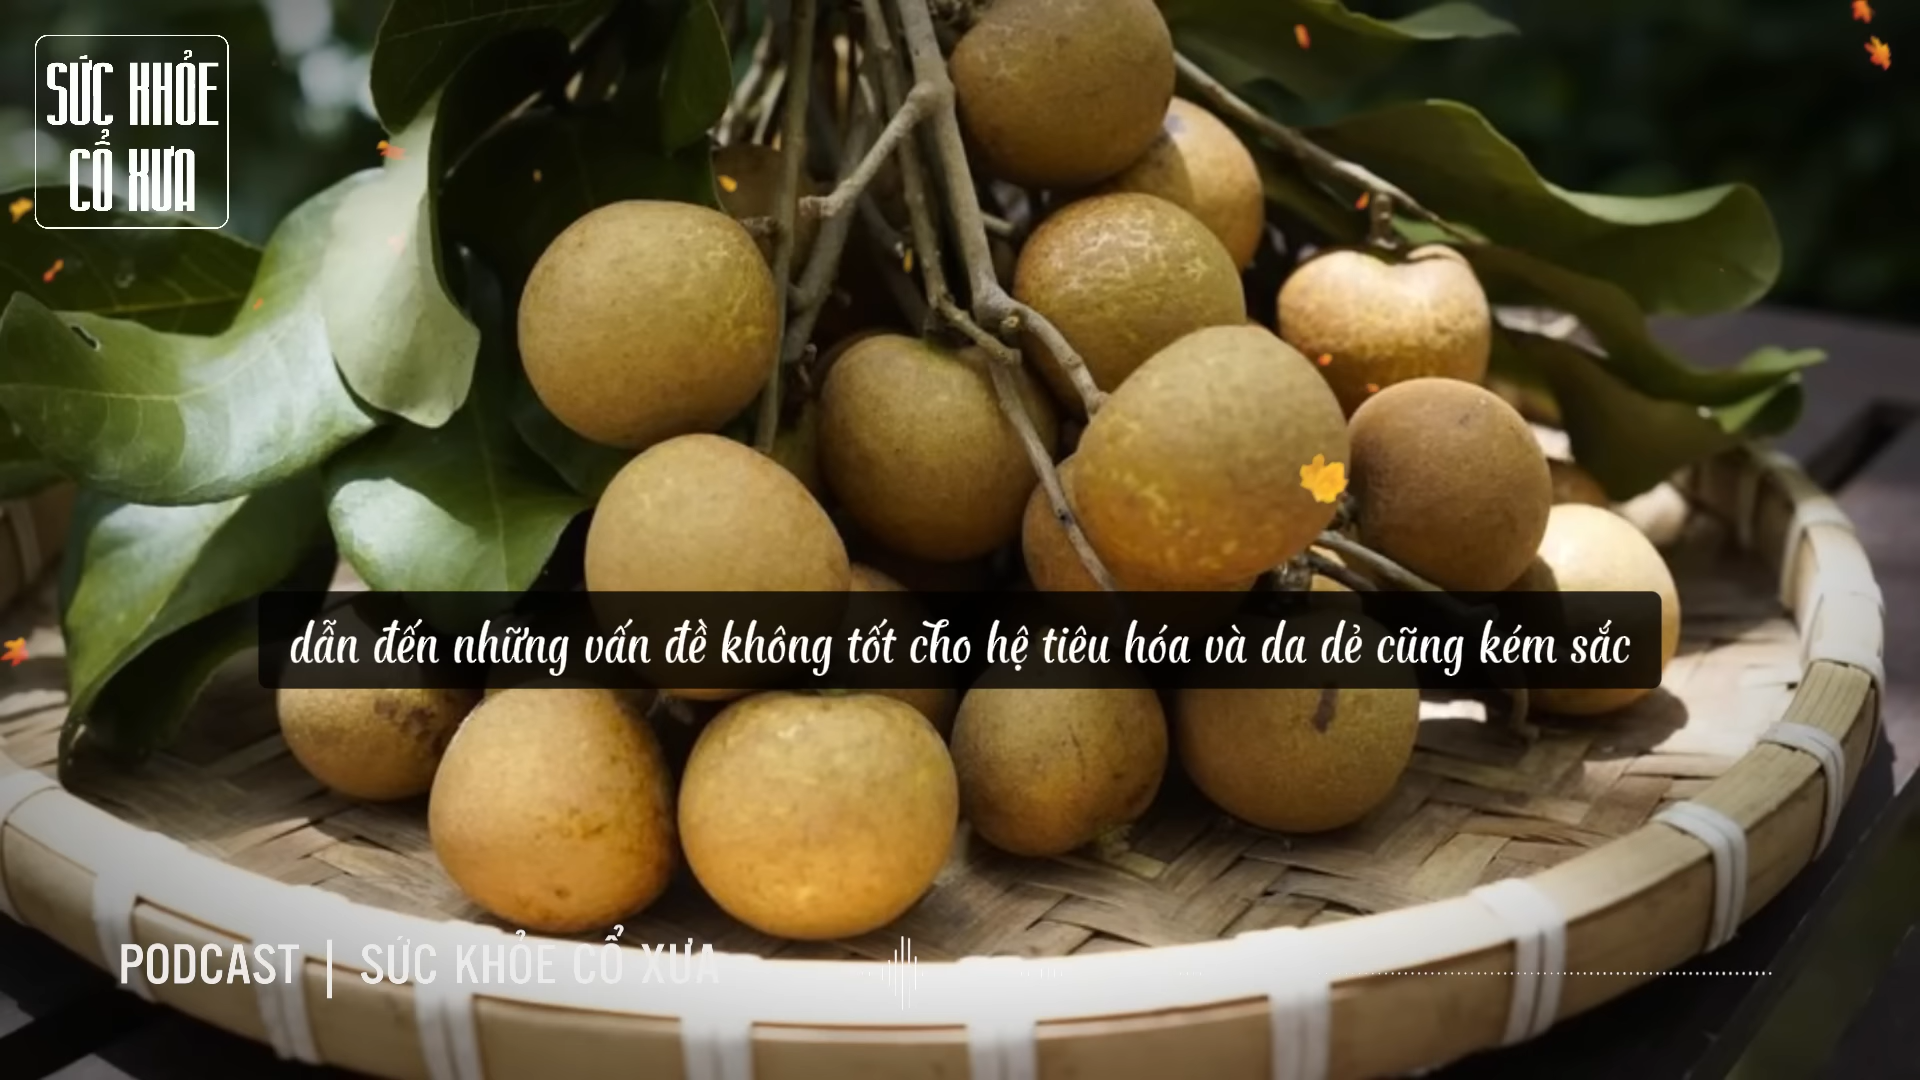 SỨC KHỎE
CỔ XƯA
dẫn đến những vấn đề không tốt cho hệ tiêu hóa và da dẻ cũng kém sắc
PODCAST | SỨC KHỎE CỔ XƯA